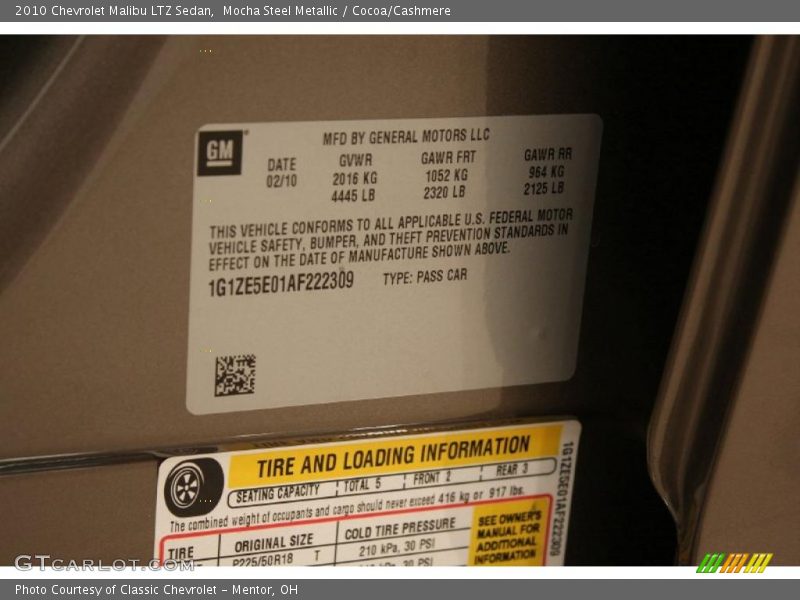 2010 Chevrolet Malibu LTZ Sedan,  Mocha Steel Metallic / Cocoa/Cashmere
GM
MFD BY GENERAL MOTORS LLC
DATE GVWR GAWR FRT GAWR RR
02/10 2016 KG 1052 KG 964 KG
4445 LB 2320 LB 2125 LB
THIS VEHICLE CONFORMS TO ALL APPLICABLE U.S. FEDERAL MOTOR
VEHICLE SAFETY, BUMPER, AND THEFT PREVENTION STANDARDS IN
EFFECT ON THE DATE OF MANUFACTURE SHOWN ABOVE.
1G1ZE5E01AF222309 TYPE: PASS CAR
TIRE AND LOADING INFORMATION
SEATING CAPACITY TOTAL 5 FRONT 2 REAR 3
The combined weight of occupants and cargo should never exceed 416 kg or 917 lbs.
TIRE ORIGINAL SIZE COLD TIRE PRESSURE
P225/50R18 T 210 kPa, 30 PSI
30 PSI
SEE OWNER'S
MANUAL FOR
ADDITIONAL
INFORMATION
1G1ZE5E01AF222309
GTCARLOT.COM
Photo Courtesy of Classic Chevrolet - Mentor, OH